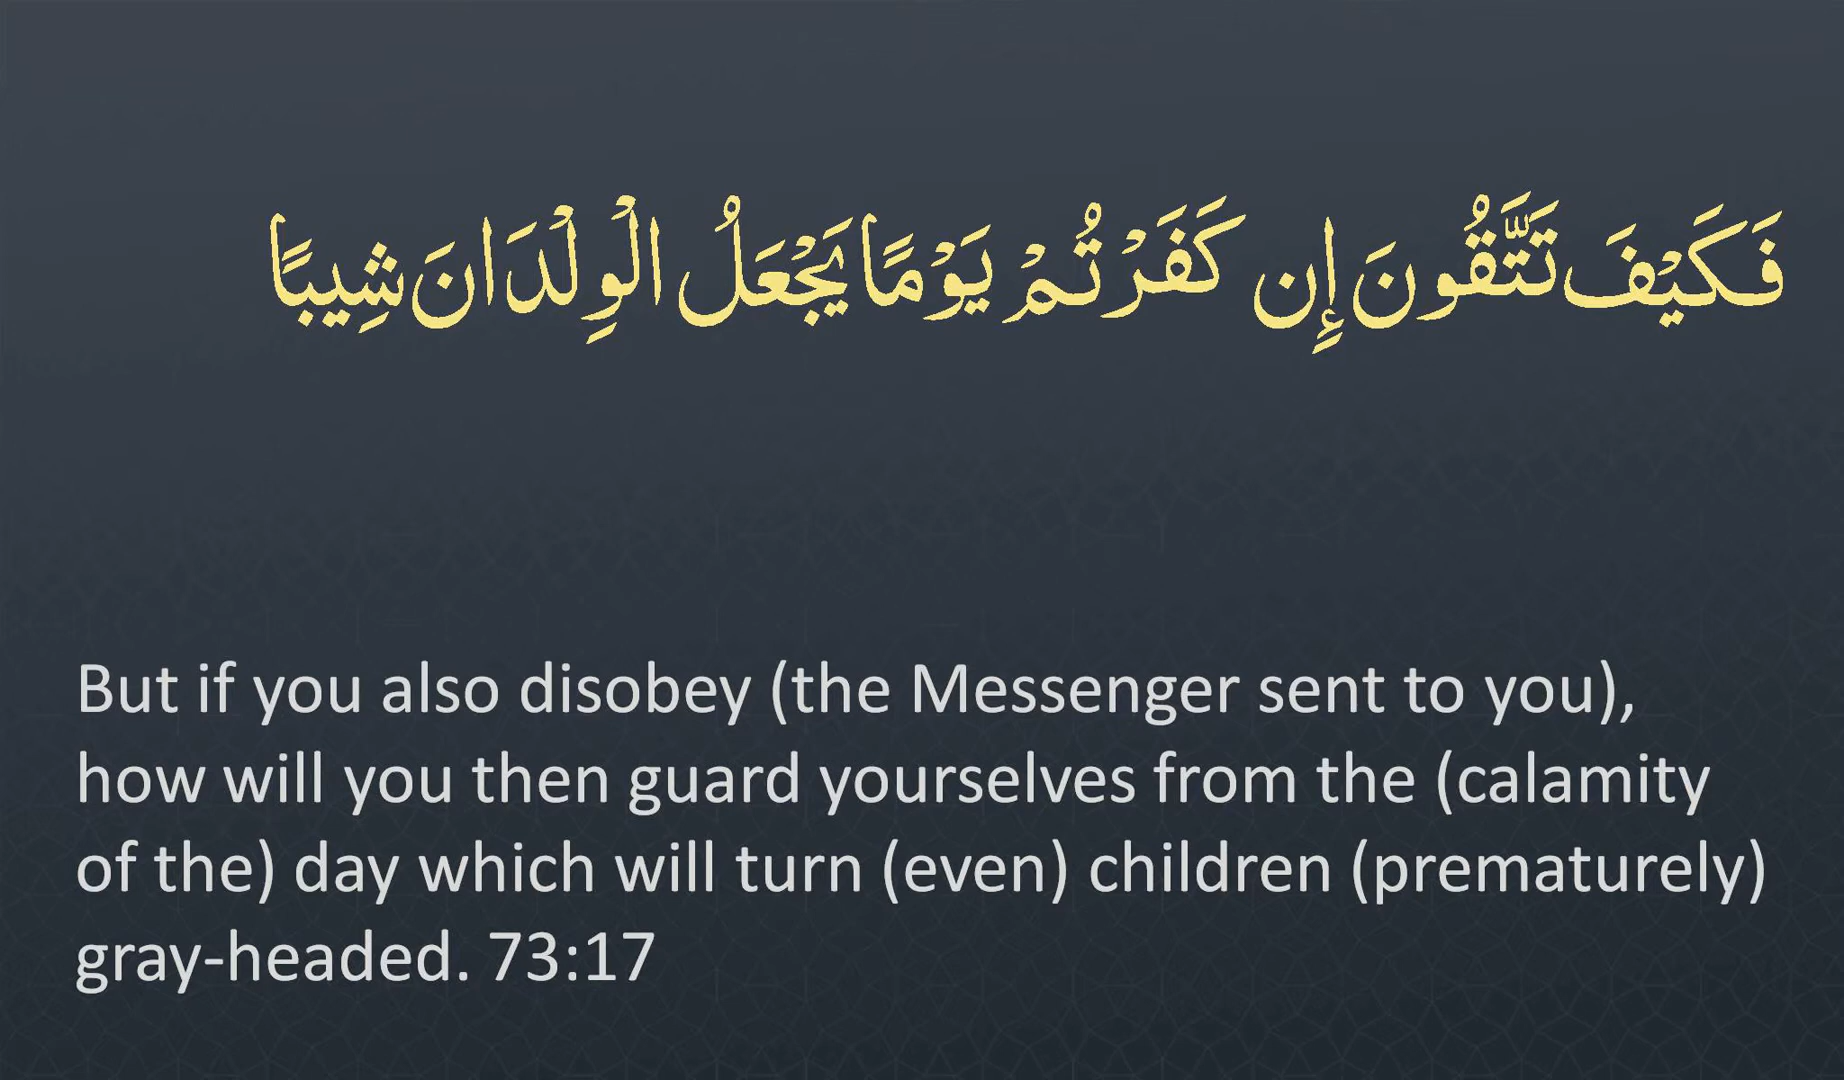 فَكَيْفَ تَتَّقُونَ إِن كَفَرْتُمْ يَوْمًا يَجْعَلُ الْوِلْدَانَ شِيبًا
But if you also disobey (the Messenger sent to you),
how will you then guard yourselves from the (calamity
of the) day which will turn (even) children (prematurely)
gray-headed. 73:17